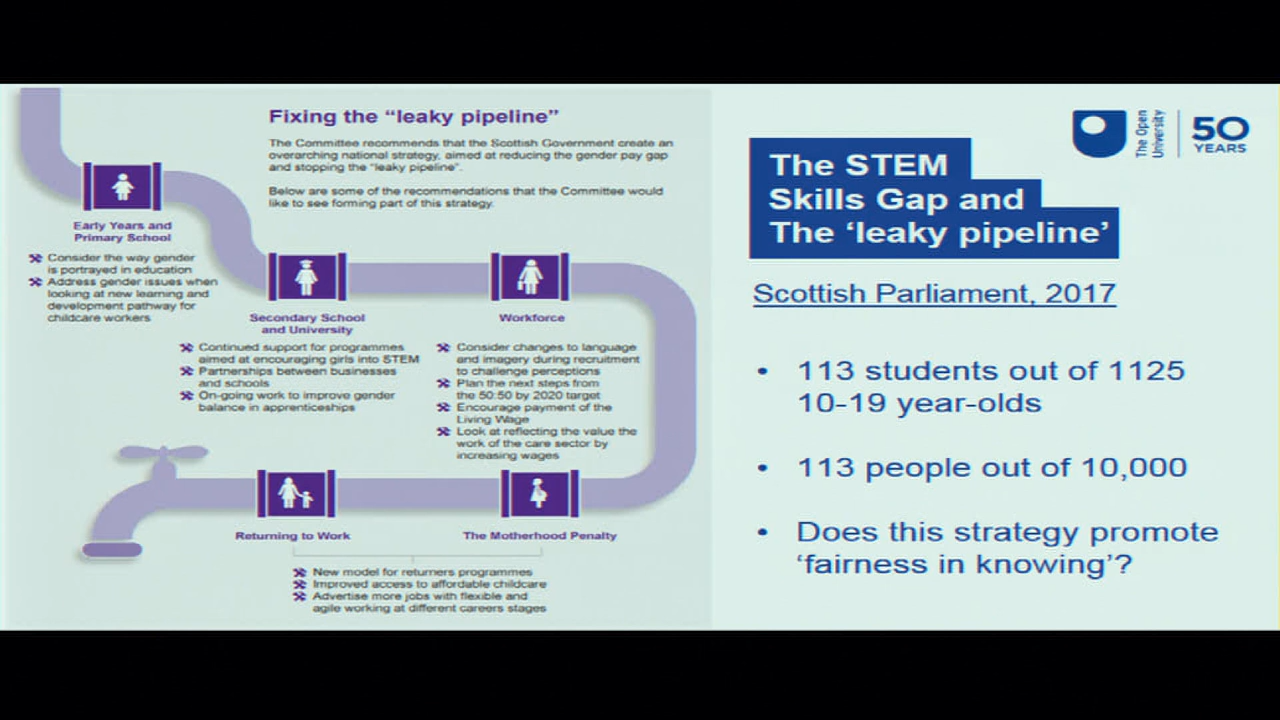 Fixing the “leaky pipeline”
The Committee recommends that the Scottish Government create an
overarching national strategy, aimed at reducing the gender pay gap
and stopping the “leaky pipeline”.
Below are some of the recommendations that the Committee would
like to see forming part of this strategy.
Early Years and
Primary School
Consider the way gender
is portrayed in education
Address gender issues when
looking at new learning and
development pathway for
childcare workers
Secondary School
and University
Continued support for programmes
aimed at encouraging girls into STEM
Partnerships between businesses
and schools
On-going work to improve gender
balance in apprenticeships
Workforce
Consider changes to language
and imagery during recruitment
to challenge perceptions
Plan the next steps from
the 50:50 by 2020 target
Encourage payment of the
Living Wage
Look at reflecting the value the
work of the care sector by
increasing wages
Returning to Work
The Motherhood Penalty
New model for returners programmes
Improved access to affordable childcare
Advertise more jobs with flexible and
agile working at different careers stages
The Open
University
50
YEARS
The STEM
Skills Gap and
The ‘leaky pipeline’
Scottish Parliament, 2017
• 113 students out of 1125
10-19 year-olds
• 113 people out of 10,000
• Does this strategy promote
‘fairness in knowing’?